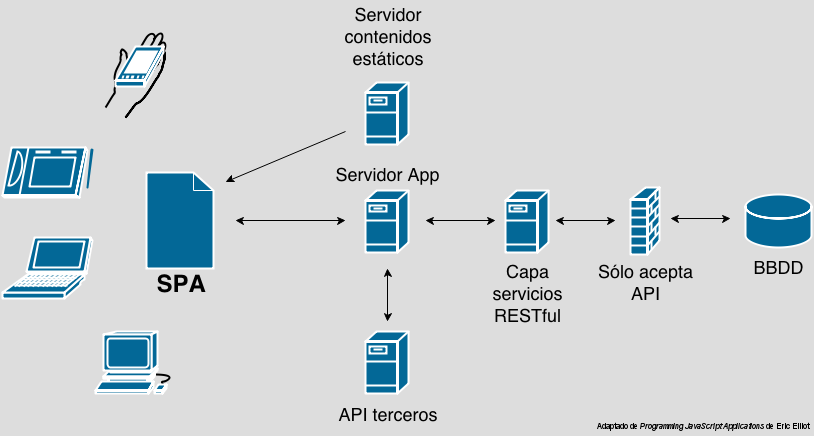 Servidor
contenidos
estáticos
Servidor App
SPA
Capa
servicios
RESTful
Sólo acepta
API
BBDD
API terceros
Adaptado de Programming JavaScript Applications de Eric Elliot